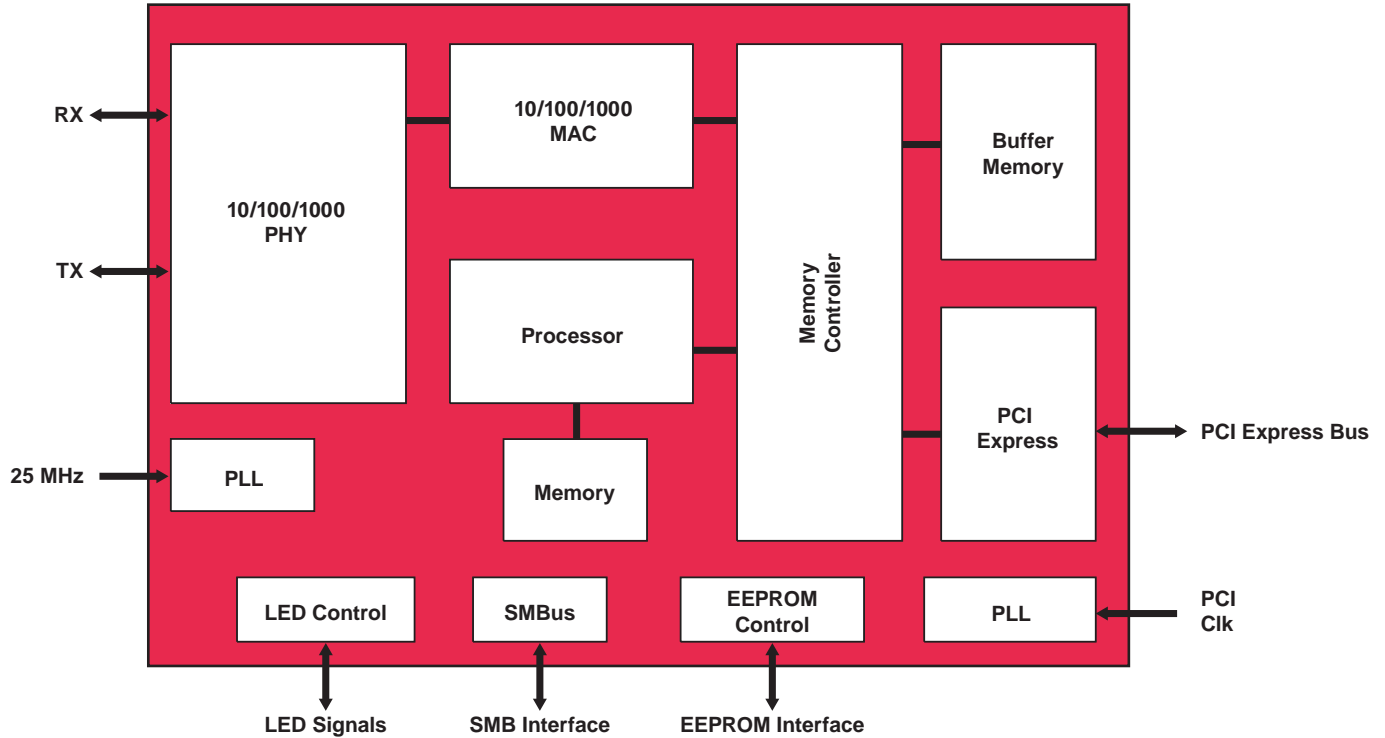 RX
TX
25 MHz
10/100/1000
PHY
10/100/1000
MAC
Processor
Memory
PLL
Memory
Controller
Buffer
Memory
PCI
Express
PCI Express Bus
LED Control
SMBus
EEPROM
Control
PLL
PCI
Clk
LED Signals
SMB Interface
EEPROM Interface